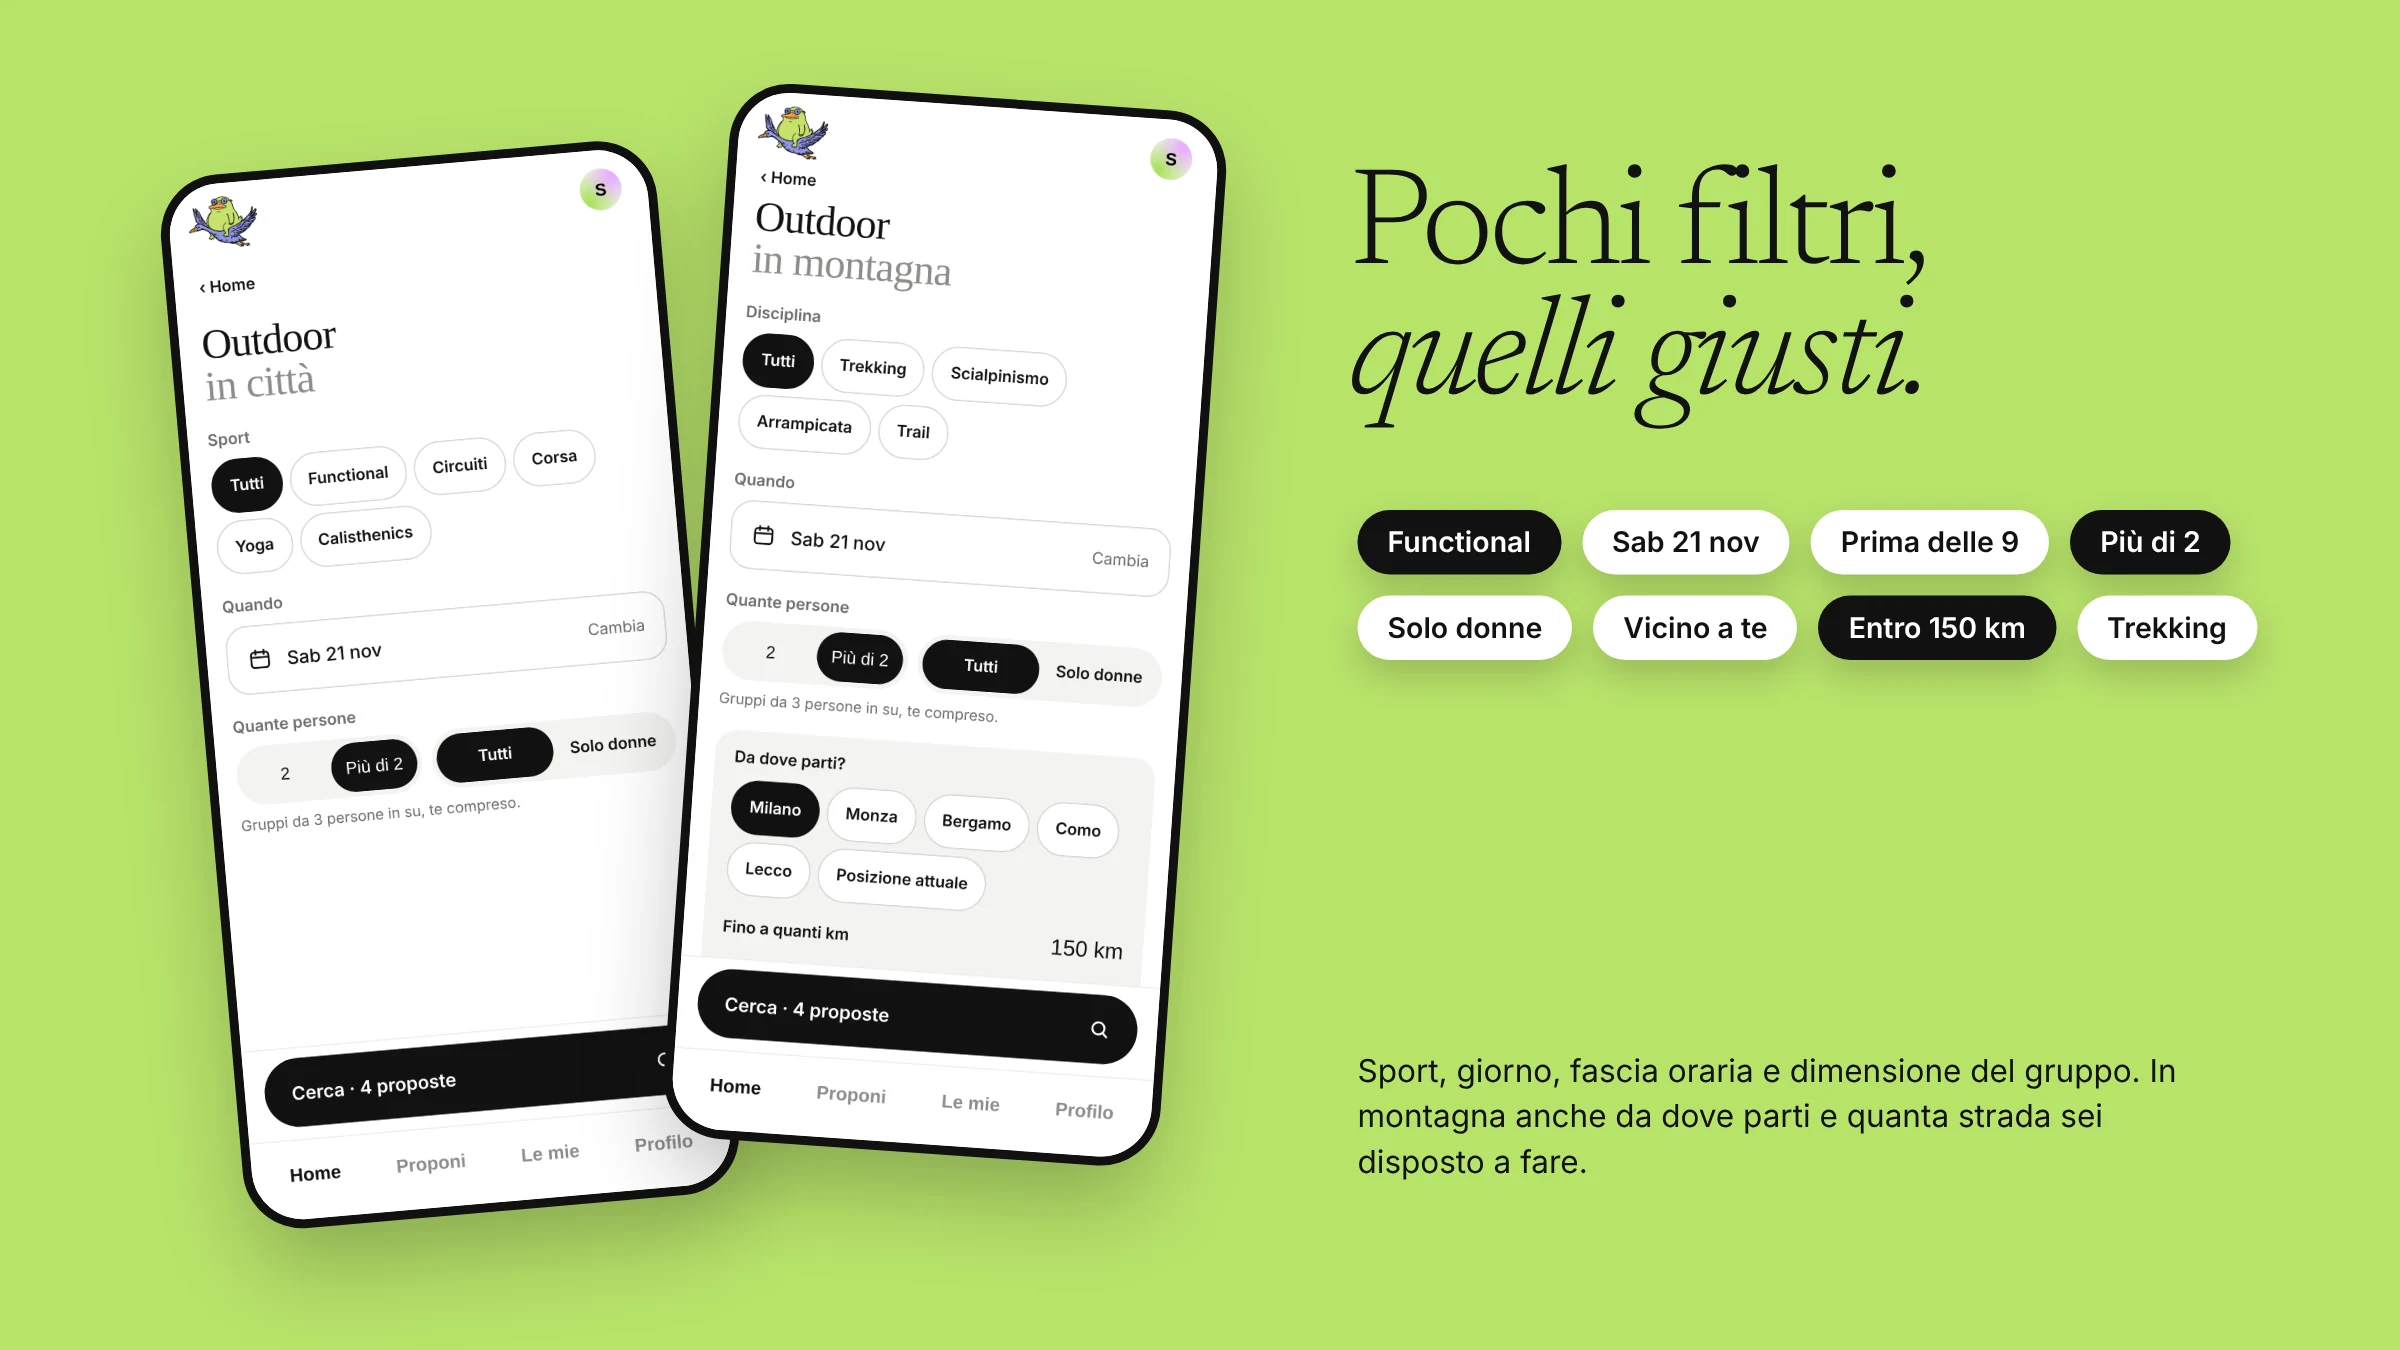 S
‹ Home
Outdoor
in città
Sport
Tutti
Functional
Circuiti
Corsa
Yoga
Calisthenics
Quando
Sab 21 nov
Cambia
Quante persone
2
Più di 2
Tutti
Solo donne
Gruppi da 3 persone in su, te compreso.
Cerca · 4 proposte
Home
Proponi
Le mie
Profilo
S
‹ Home
Outdoor
in montagna
Disciplina
Tutti
Trekking
Scialpinismo
Arrampicata
Trail
Quando
Sab 21 nov
Cambia
Quante persone
2
Più di 2
Tutti
Solo donne
Gruppi da 3 persone in su, te compreso.
Da dove parti?
Milano
Monza
Bergamo
Como
Lecco
Posizione attuale
Fino a quanti km
150 km
Cerca · 4 proposte
Home
Proponi
Le mie
Profilo
Pochi filtri,
quelli giusti.
Functional
Sab 21 nov
Prima delle 9
Più di 2
Solo donne
Vicino a te
Entro 150 km
Trekking
Sport, giorno, fascia oraria e dimensione del gruppo. In
montagna anche da dove parti e quanta strada sei
disposto a fare.